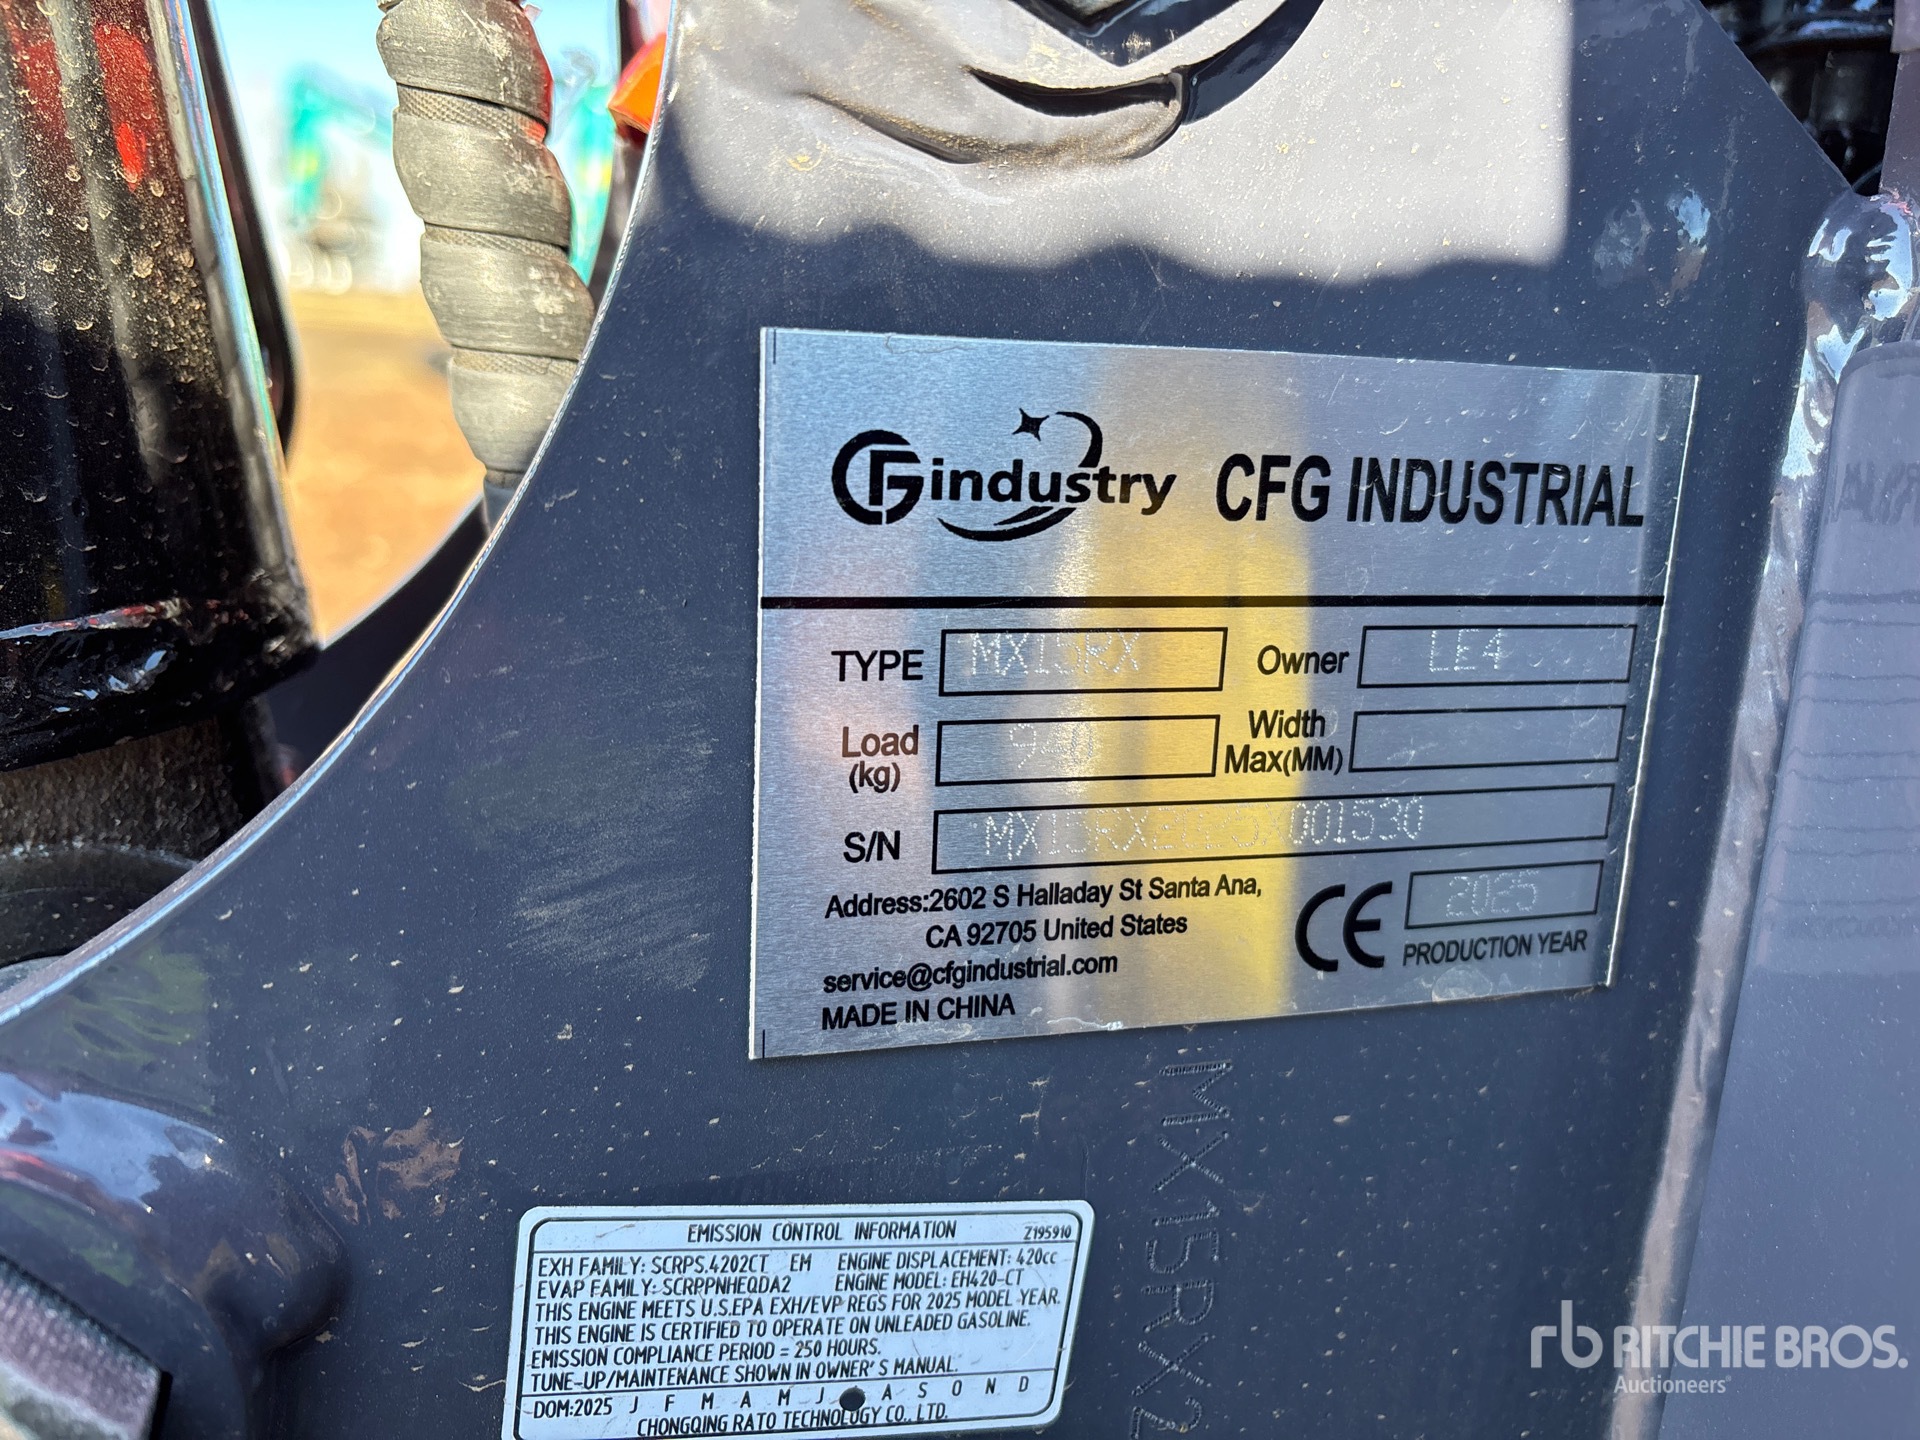 CFG industry CFG INDUSTRIAL
TYPE MX15RX Owner LE4
Load (kg) Width Max(MM)
S/N
Address:2602 S Halladay St Santa Ana,
CA 92705 United States
service@cfgindustrial.com
MADE IN CHINA
CE 2025
PRODUCTION YEAR
MX15RX2
EMISSION CONTROL INFORMATION Z195910
EXH FAMILY: SCRPS.4202CT EM ENGINE DISPLACEMENT: 420cc
EVAP FAMILY: SCRPPNHEQDA2 ENGINE MODEL: EH420-CT
THIS ENGINE MEETS U.S.EPA EXH/EVP REGS FOR 2025 MODEL YEAR.
THIS ENGINE IS CERTIFIED TO OPERATE ON UNLEADED GASOLINE.
EMISSION COMPLIANCE PERIOD = 250 HOURS.
TUNE-UP/MAINTENANCE SHOWN IN OWNER'S MANUAL.
DOM:2025 J F M A M J A S O N D
CHONGQING RATO TECHNOLOGY CO., LTD.
rb RITCHIE BROS.
Auctioneers